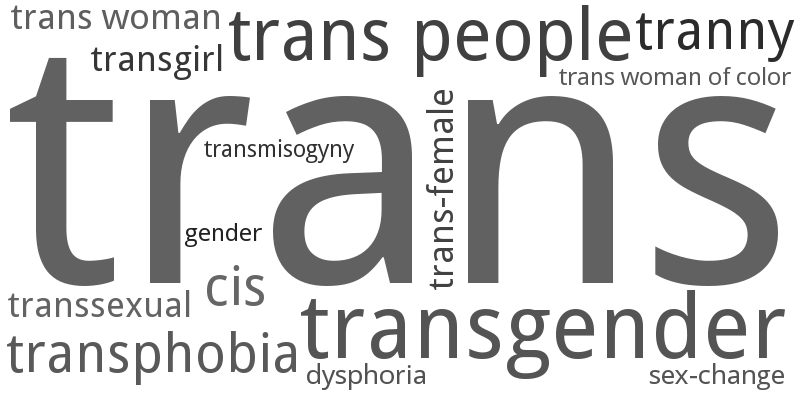 trans woman
trans people
tranny
transgirl
trans woman of color
trans
transmisogyny
trans-female
gender
cis
transsexual
transgender
transphobia
dysphoria
sex-change